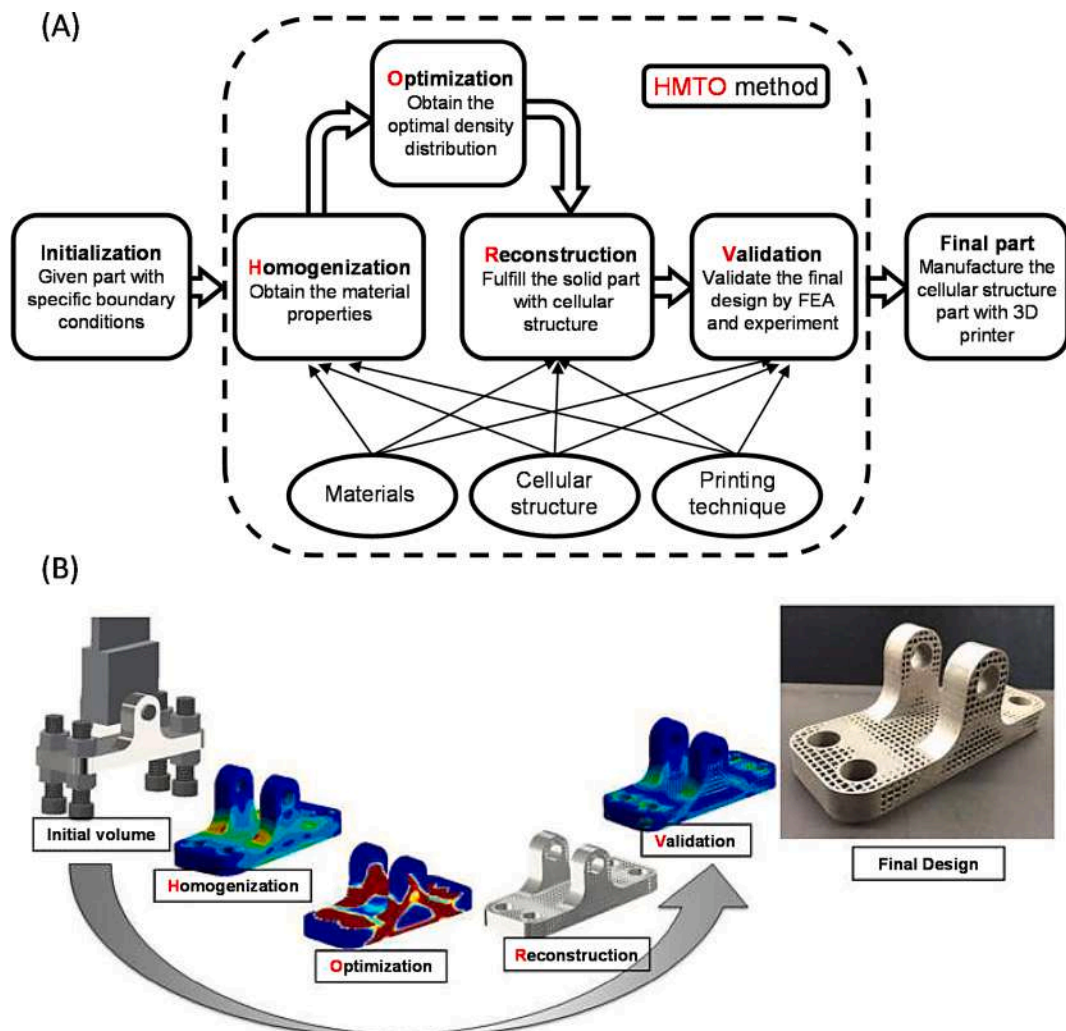 (A)
Optimization
Obtain the
optimal density
distribution
HMTO method
Initialization
Given part with
specific boundary
conditions
Homogenization
Obtain the material
properties
Reconstruction
Fulfill the solid part
with cellular
structure
Validation
Validate the final
design by FEA
and experiment
Final part
Manufacture the
cellular structure
part with 3D
printer
Materials
Cellular
structure
Printing
technique
(B)
Initial volume
Homogenization
Optimization
Reconstruction
Validation
Final Design